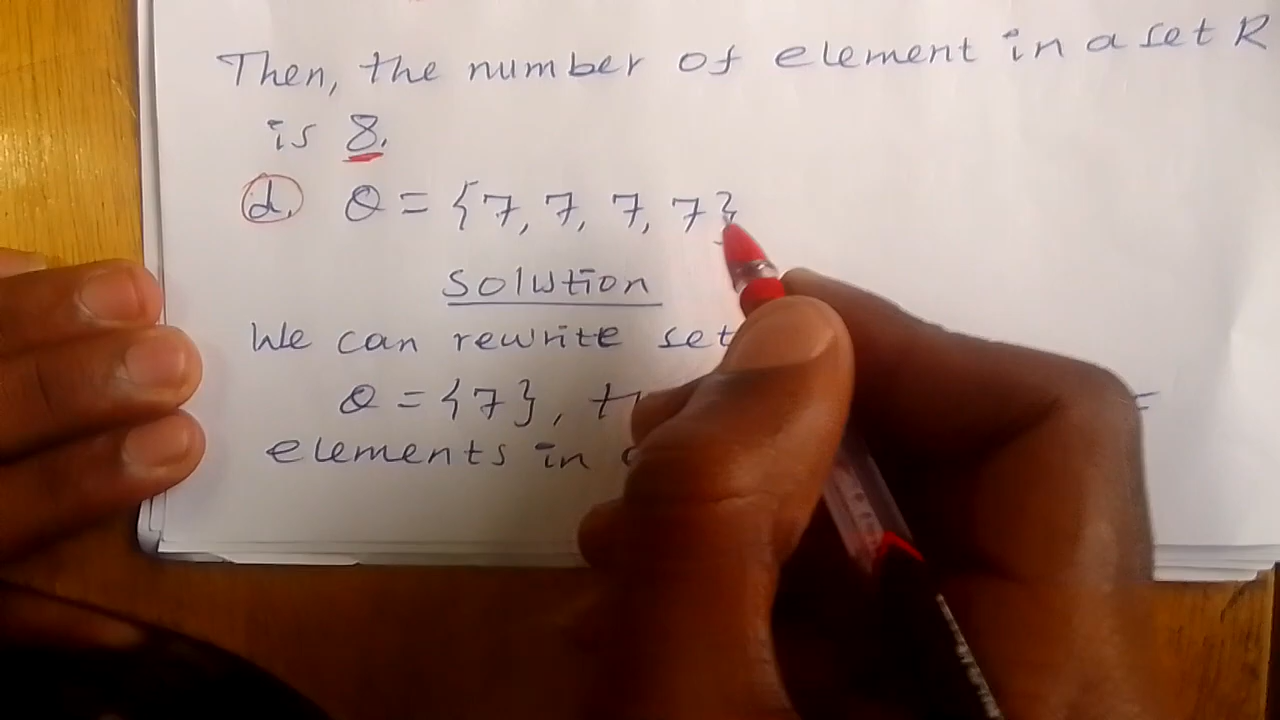 Then, the number of element in a set R
is 8.
d. Q = {7, 7, 7, 7}
Solution
We can rewrite set
Q = {7},
elements in